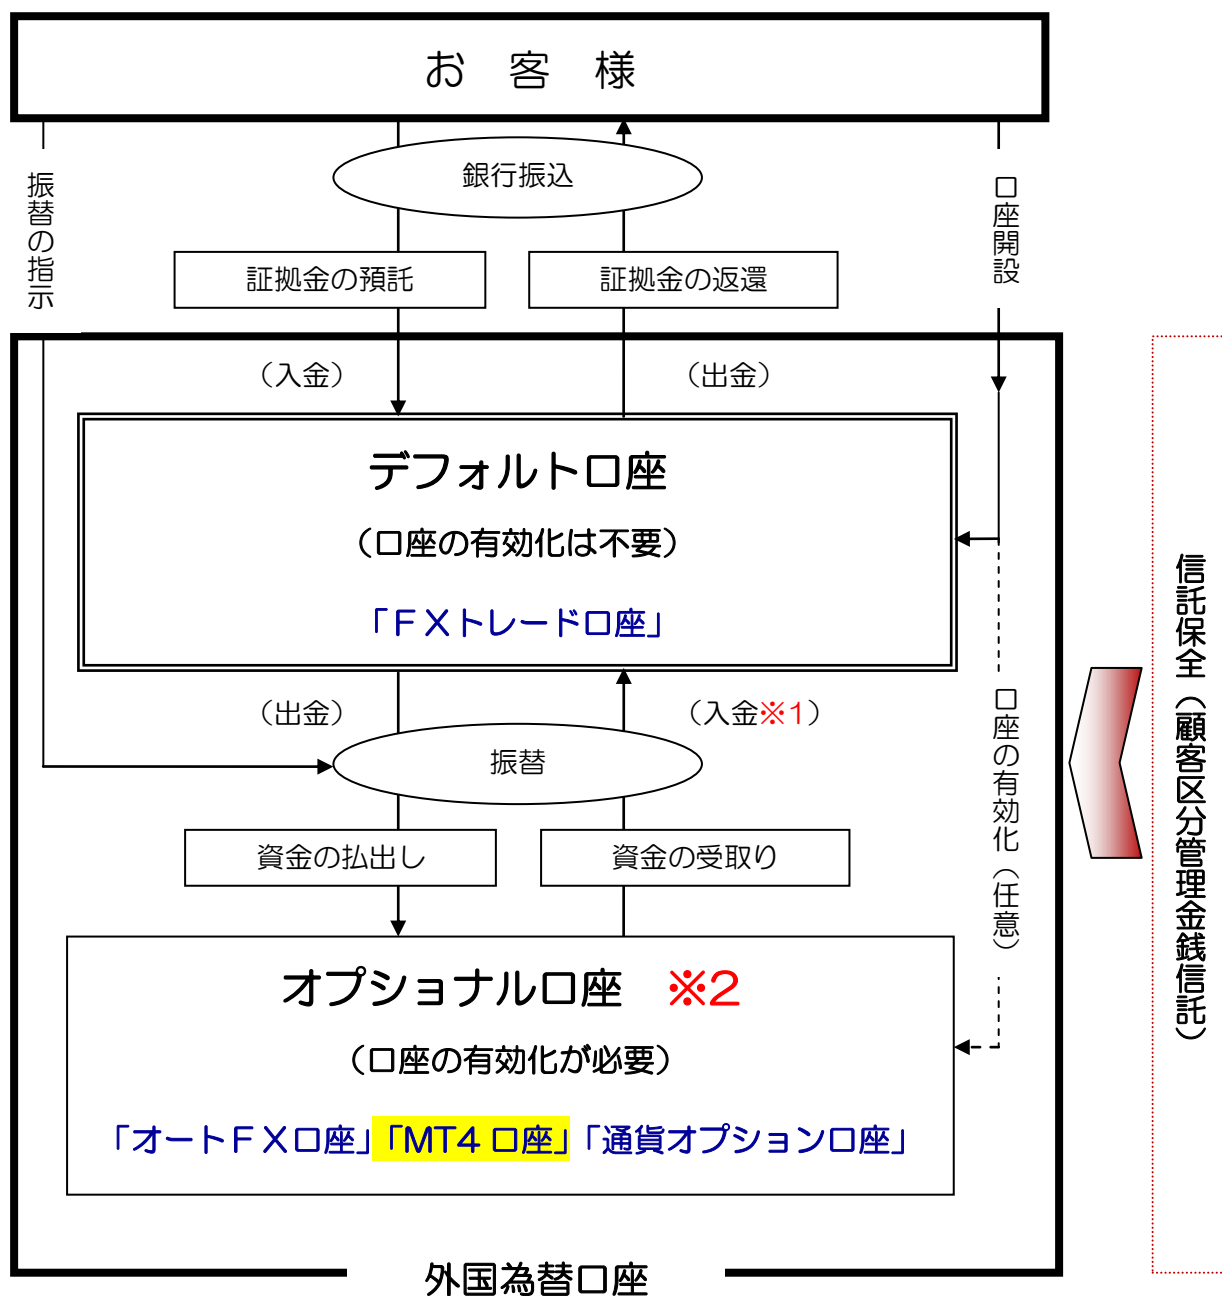 お 客 様
銀行振込
振替の指示
口座開設
証拠金の預託
証拠金の返還
（入金）
（出金）
デフォルト口座
（口座の有効化は不要）
「ＦＸトレード口座」
（出金）
（入金※1）
振替
資金の払出し
資金の受取り
口座の有効化（任意）
オプショナル口座 ※2
（口座の有効化が必要）
「オートＦＸ口座」「MT4 口座」「通貨オプション口座」
外国為替口座
信託保全（顧客区分管理金銭信託）